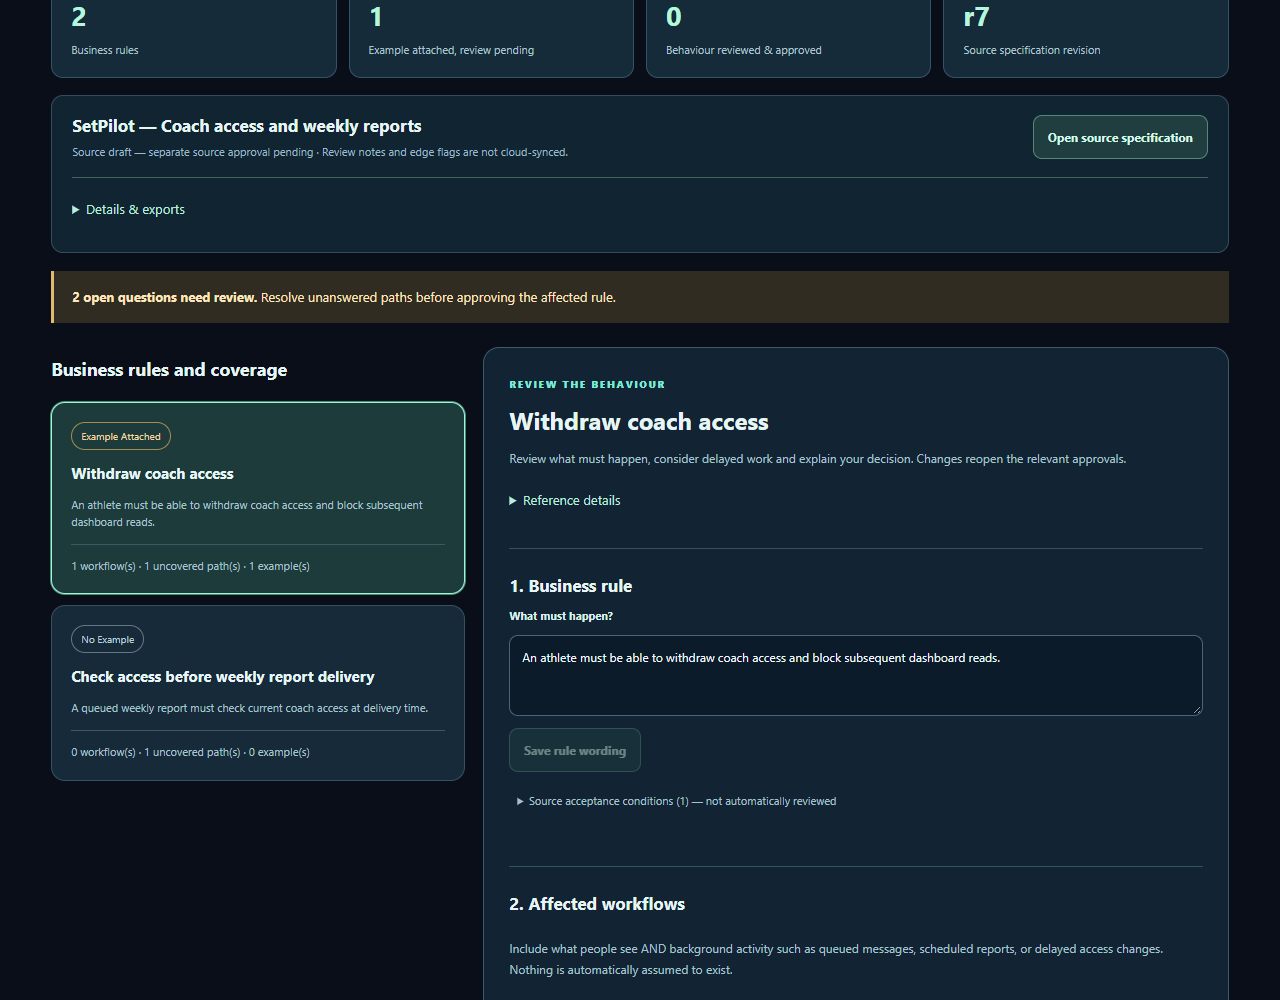 2
Business rules
1
Example attached, review pending
0
Behaviour reviewed & approved
r7
Source specification revision
SetPilot — Coach access and weekly reports
Source draft — separate source approval pending · Review notes and edge flags are not cloud-synced.
Open source specification
Details & exports
2 open questions need review. Resolve unanswered paths before approving the affected rule.
Business rules and coverage
Example Attached
Withdraw coach access
An athlete must be able to withdraw coach access and block subsequent
dashboard reads.
1 workflow(s) · 1 uncovered path(s) · 1 example(s)
No Example
Check access before weekly report delivery
A queued weekly report must check current coach access at delivery time.
0 workflow(s) · 1 uncovered path(s) · 0 example(s)
REVIEW THE BEHAVIOUR
Withdraw coach access
Review what must happen, consider delayed work and explain your decision. Changes reopen the relevant approvals.
Reference details
1. Business rule
What must happen?
An athlete must be able to withdraw coach access and block subsequent dashboard reads.
Save rule wording
Source acceptance conditions (1) — not automatically reviewed
2. Affected workflows
Include what people see AND background activity such as queued messages, scheduled reports, or delayed access changes.
Nothing is automatically assumed to exist.